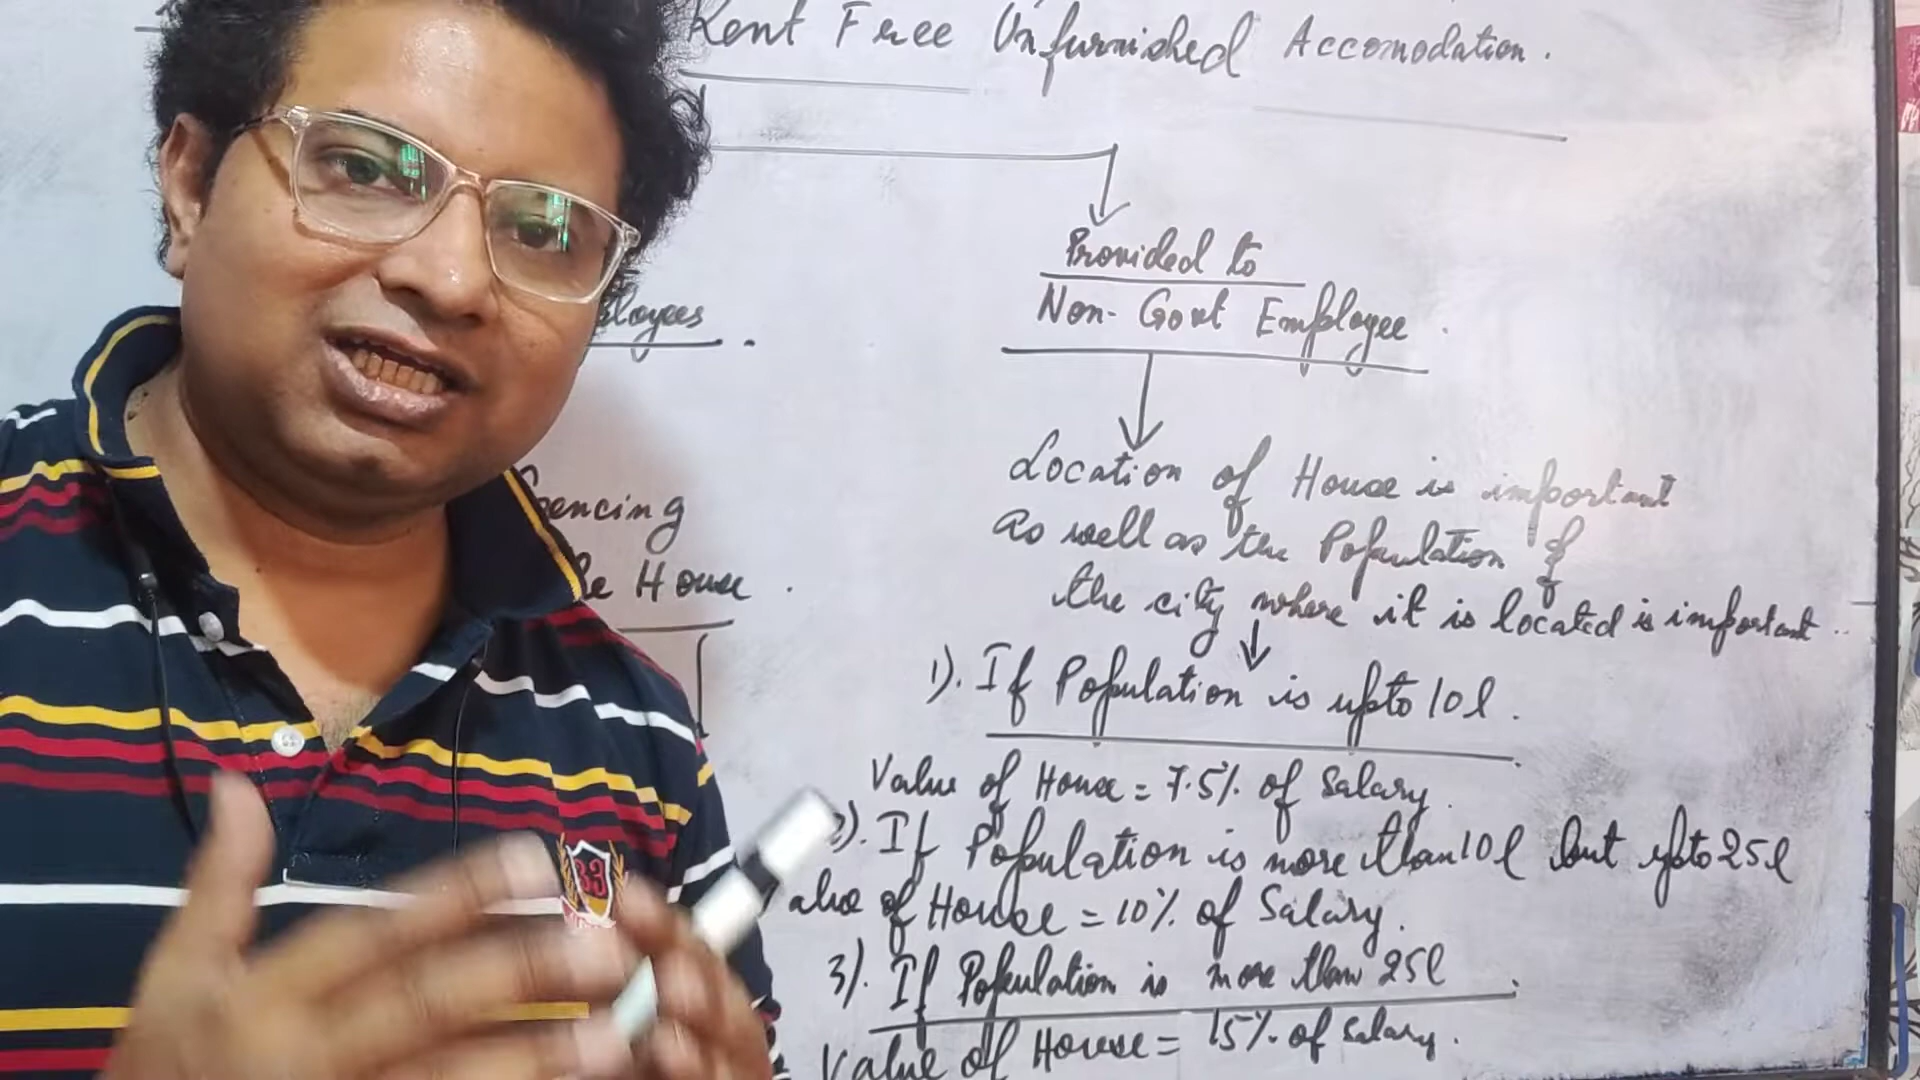 Rent Free Unfurnished Accomodation.
Provided to
Non-Govt Employee.
ployees.
Location of House is important
As well as the Population of
the city where it is located is important..
encing
House.
1). If Population is upto 10l.
Value of House = 7.5% of Salary.
2). If Population is more than 10l but upto 25l
alue of House = 10% of Salary.
3). If Population is more than 25l.
Value of House = 15% of Salary.
33